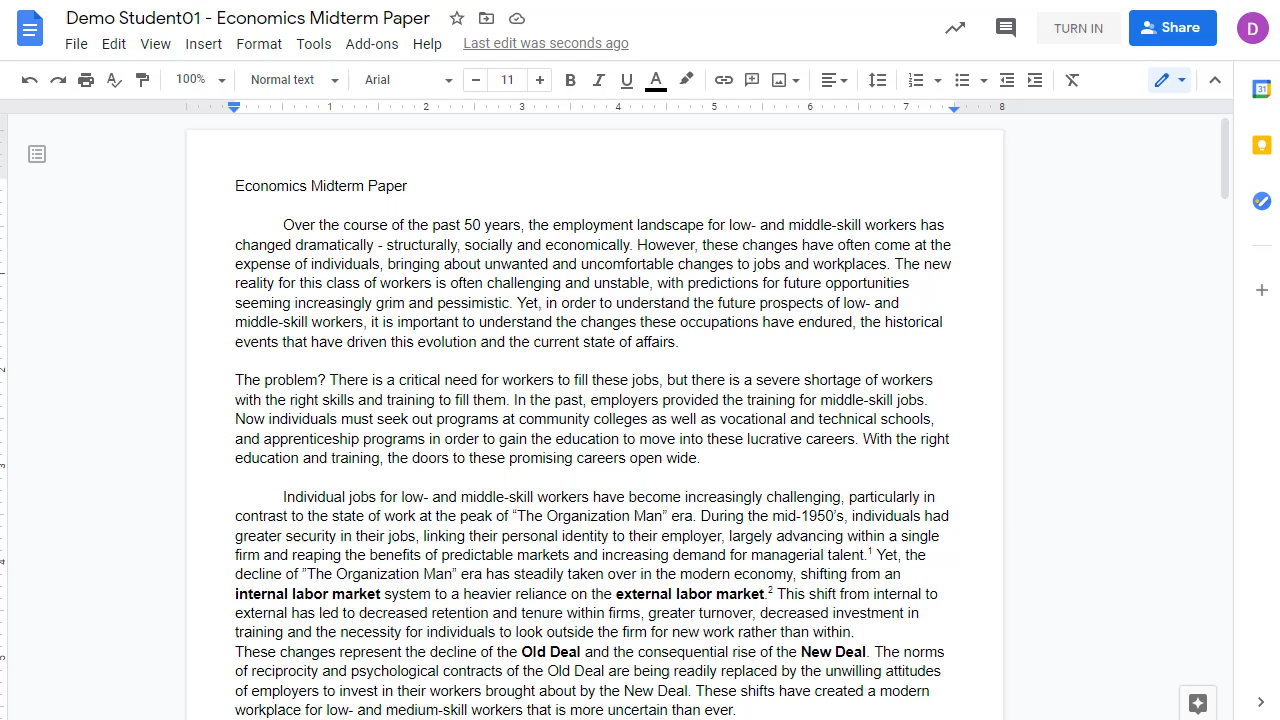 Demo Student01 - Economics Midterm Paper
File Edit View Insert Format Tools Add-ons Help Last edit was seconds ago
TURN IN
Share
D
100% Normal text Arial 11 B I U A
1 2 3 4 5 6 7 8
31
Economics Midterm Paper
Over the course of the past 50 years, the employment landscape for low- and middle-skill workers has
changed dramatically - structurally, socially and economically. However, these changes have often come at the
expense of individuals, bringing about unwanted and uncomfortable changes to jobs and workplaces. The new
reality for this class of workers is often challenging and unstable, with predictions for future opportunities
seeming increasingly grim and pessimistic. Yet, in order to understand the future prospects of low- and
middle-skill workers, it is important to understand the changes these occupations have endured, the historical
events that have driven this evolution and the current state of affairs.
The problem? There is a critical need for workers to fill these jobs, but there is a severe shortage of workers
with the right skills and training to fill them. In the past, employers provided the training for middle-skill jobs.
Now individuals must seek out programs at community colleges as well as vocational and technical schools,
and apprenticeship programs in order to gain the education to move into these lucrative careers. With the right
education and training, the doors to these promising careers open wide.
Individual jobs for low- and middle-skill workers have become increasingly challenging, particularly in
contrast to the state of work at the peak of “The Organization Man” era. During the mid-1950’s, individuals had
greater security in their jobs, linking their personal identity to their employer, largely advancing within a single
firm and reaping the benefits of predictable markets and increasing demand for managerial talent.¹ Yet, the
decline of ”The Organization Man” era has steadily taken over in the modern economy, shifting from an
internal labor market system to a heavier reliance on the external labor market.² This shift from internal to
external has led to decreased retention and tenure within firms, greater turnover, decreased investment in
training and the necessity for individuals to look outside the firm for new work rather than within.
These changes represent the decline of the Old Deal and the consequential rise of the New Deal. The norms
of reciprocity and psychological contracts of the Old Deal are being readily replaced by the unwilling attitudes
of employers to invest in their workers brought about by the New Deal. These shifts have created a modern
workplace for low- and medium-skill workers that is more uncertain than ever.